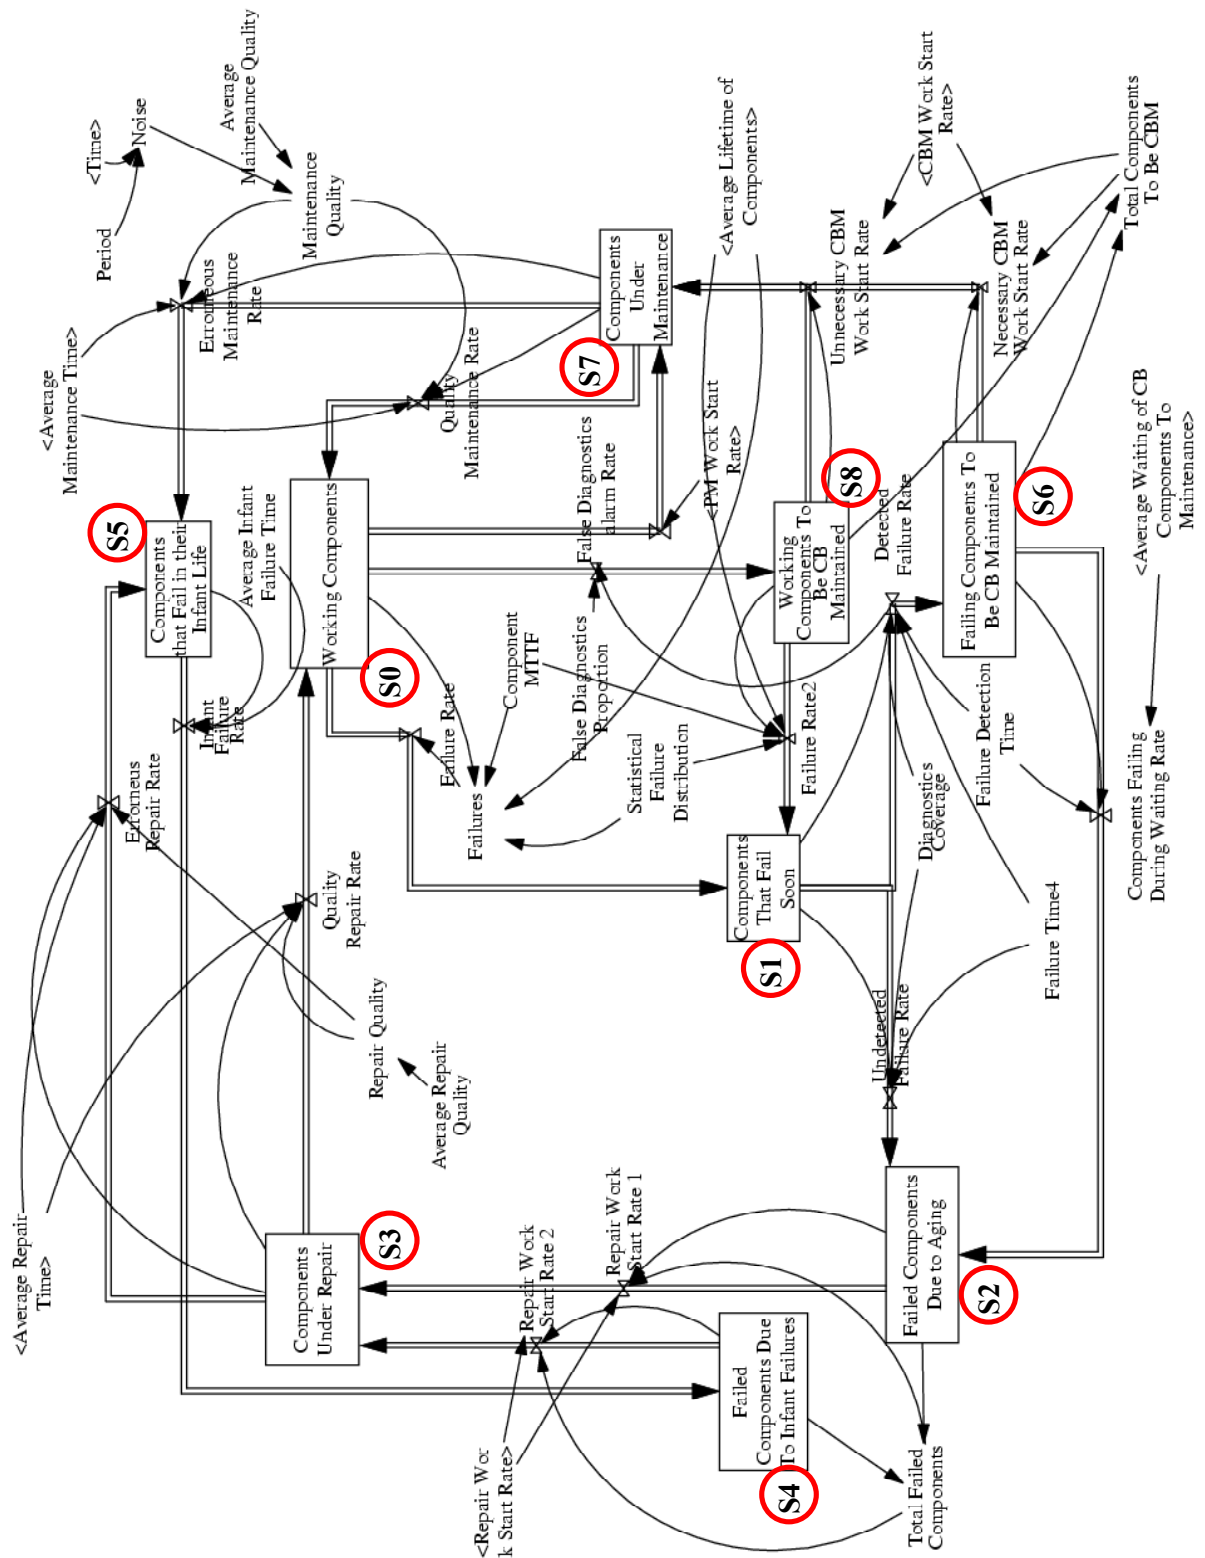 <Average Repair
Time>
<Average
Maintenance Time>
Period
<Time>
Noise
Erroneus
Repair Rate
Infant
Failure
Rate
S5
Components
that Fail in their
Infant Life
Erroneous
Maintenance
Rate
Average
Maintenance Quality
Average Infant
Failure Time
Maintenance
Quality
Components
Under Repair
S3
Quality
Repair Rate
Working Components
S0
Repair Quality
Average Repair
Quality
Failure Rate
Failures
Quality
Maintenance Rate
<Repair Wor
k Start Rate>
Repair Work
Start Rate 2
Repair Work
Start Rate 1
Component
MTTF
False Diagnostics
Proportion
False Diagnostics
alarm Rate
S7
Components
Under
Maintenance
Statistical
Failure
Distribution
<PM Work Start
Rate>
<Average Lifetime of
Components>
Failed
Components Due
To Infant Failures
S4
Components
That Fail
Soon
S1
Failure Rate2
Working
Components To
Be CB
Maintained
S8
Unnecessary CBM
Work Start Rate
Undetected
Failure Rate
Detected
Failure Rate
Diagnostics
Coverage
<CBM Work Start
Rate>
Total Failed
Components
Failed Components
Due to Aging
S2
Failure Detection
Time
Failing Components To
Be CB Maintained
S6
Necessary CBM
Work Start Rate
Failure Time4
Total Components
To Be CBM
Components Failing
During Waiting Rate
<Average Waiting of CB
Components To
Maintenance>